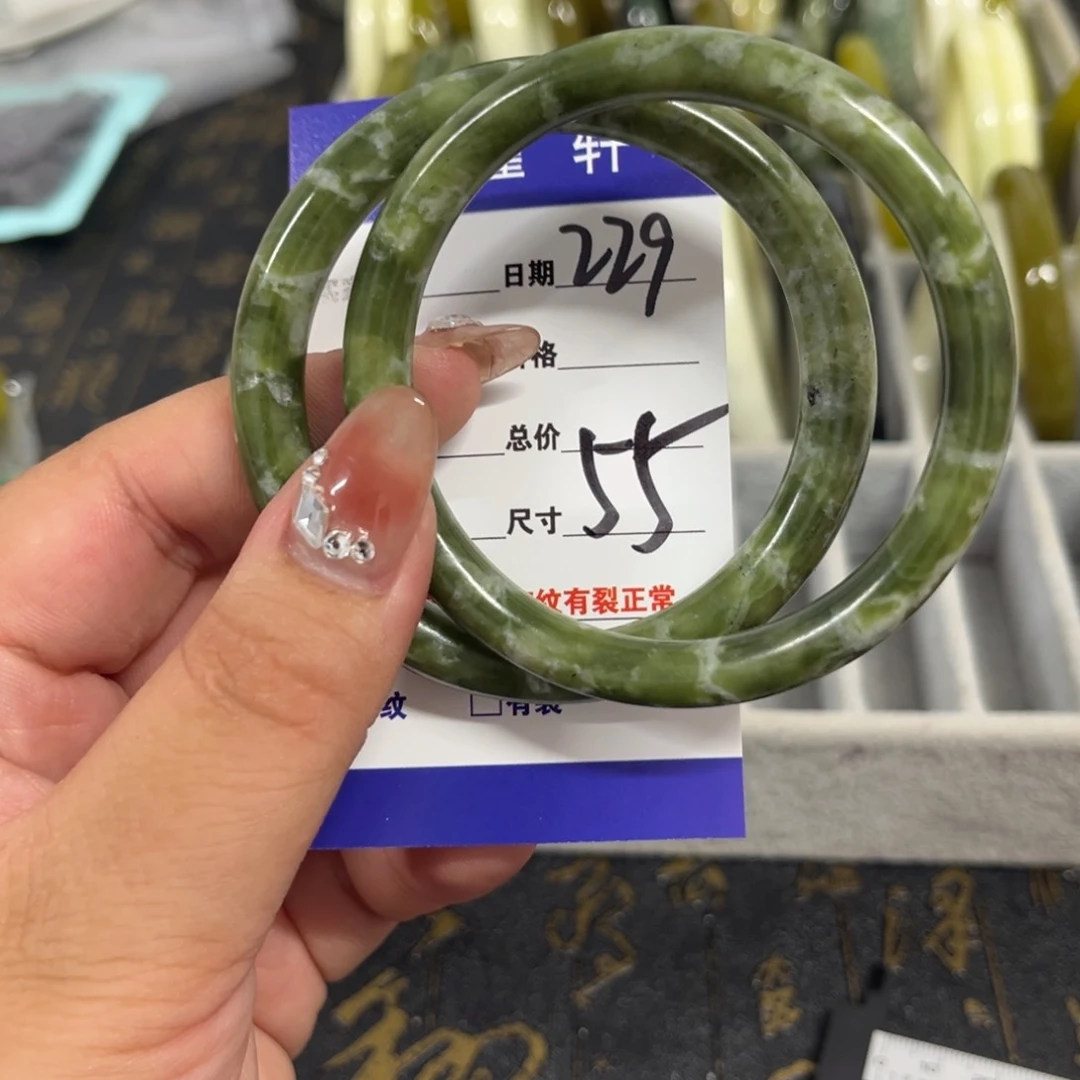 轩
日期 229
格
总价
尺寸 55
纹有裂正常
纹 □有裂